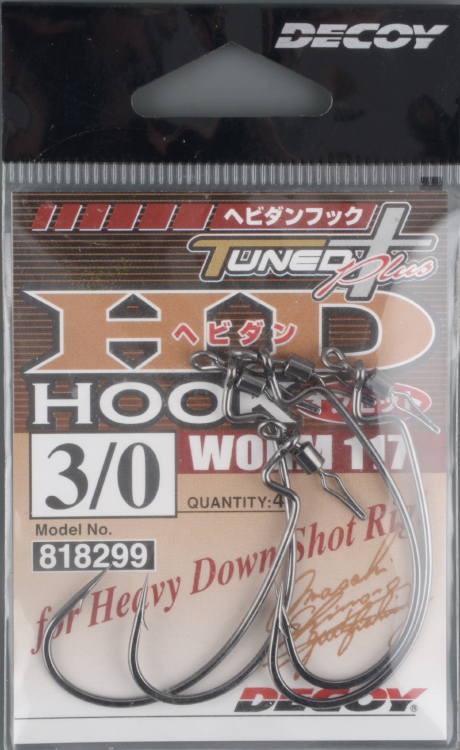 DECOY
ヘビダンフック
TUNED Plus
HD
ヘビダン
HOOK
3/0
WORM 117
QUANTITY:4
Model No.
818299
for Heavy Down Shot Rig
DECOY®